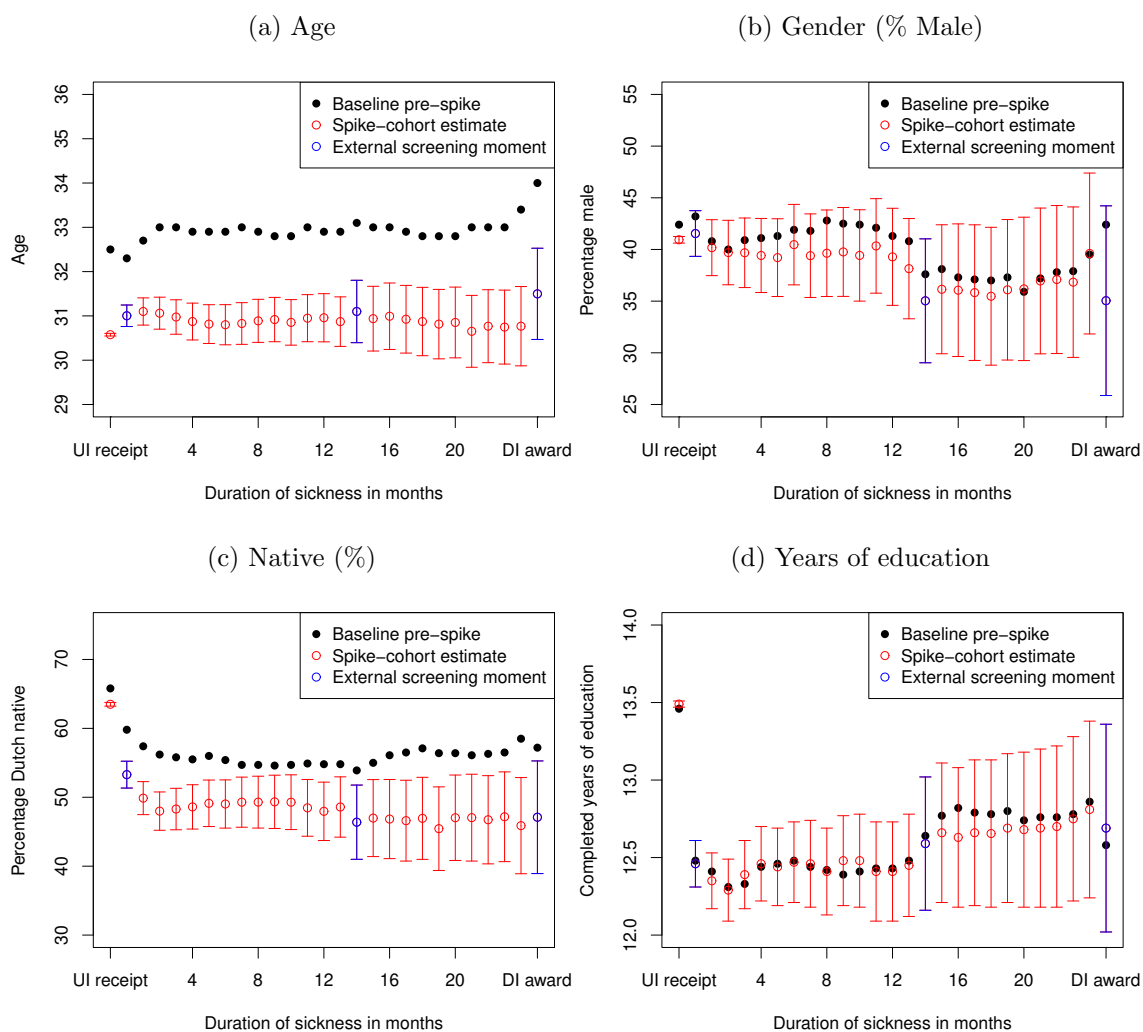 (a) Age
36
35
34
33
32
31
30
29
Age
Baseline pre−spike
Spike−cohort estimate
External screening moment
UI receipt 4 8 12 16 20 DI award
Duration of sickness in months
(b) Gender (% Male)
55
50
45
40
35
30
25
Percentage male
Baseline pre−spike
Spike−cohort estimate
External screening moment
UI receipt 4 8 12 16 20 DI award
Duration of sickness in months
(c) Native (%)
70
60
50
40
30
Percentage Dutch native
Baseline pre−spike
Spike−cohort estimate
External screening moment
UI receipt 4 8 12 16 20 DI award
Duration of sickness in months
(d) Years of education
14.0
13.5
13.0
12.5
12.0
Completed years of education
Baseline pre−spike
Spike−cohort estimate
External screening moment
UI receipt 4 8 12 16 20 DI award
Duration of sickness in months